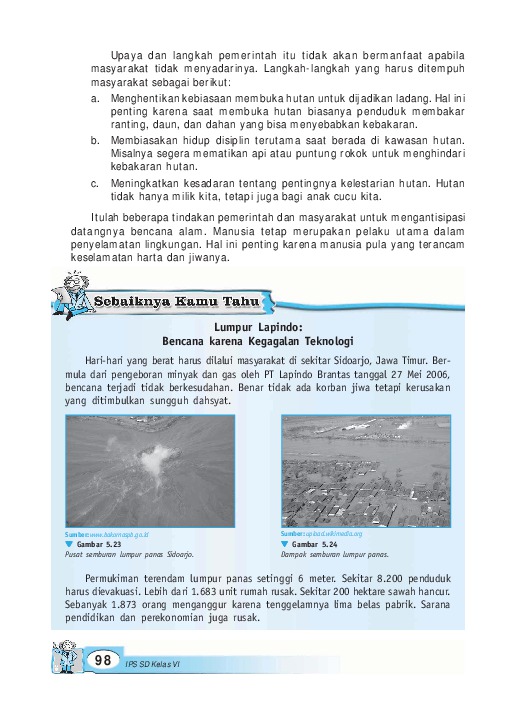 Upaya dan langkah pemerintah itu tidak akan bermanfaat apabila
masyarakat tidak menyadarinya. Langkah-langkah yang harus ditempuh
masyarakat sebagai berikut:
a. Menghentikan kebiasaan membuka hutan untuk dijadikan ladang. Hal ini
penting karena saat membuka hutan biasanya penduduk membakar
ranting, daun, dan dahan yang bisa menyebabkan kebakaran.
b. Membiasakan hidup disiplin terutama saat berada di kawasan hutan.
Misalnya segera mematikan api atau puntung rokok untuk menghindari
kebakaran hutan.
c. Meningkatkan kesadaran tentang pentingnya kelestarian hutan. Hutan
tidak hanya milik kita, tetapi juga bagi anak cucu kita.
Itulah beberapa tindakan pemerintah dan masyarakat untuk mengantisipasi
datangnya bencana alam. Manusia tetap merupakan pelaku utama dalam
penyelamatan lingkungan. Hal ini penting karena manusia pula yang terancam
keselamatan harta dan jiwanya.
Sebaiknya Kamu Tahu
Lumpur Lapindo:
Bencana karena Kegagalan Teknologi
Hari-hari yang berat harus dilalui masyarakat di sekitar Sidoarjo, Jawa Timur. Ber-
mula dari pengeboran minyak dan gas oleh PT Lapindo Brantas tanggal 27 Mei 2006,
bencana terjadi tidak berkesudahan. Benar tidak ada korban jiwa tetapi kerusakan
yang ditimbulkan sungguh dahsyat.
Sumber: www.bakornaspb.go.id
▼ Gambar 5.23
Pusat semburan lumpur panas Sidoarjo.
Sumber: upload.wikimedia.org
▼ Gambar 5.24
Dampak semburan lumpur panas.
Permukiman terendam lumpur panas setinggi 6 meter. Sekitar 8.200 penduduk
harus dievakuasi. Lebih dari 1.683 unit rumah rusak. Sekitar 200 hektare sawah hancur.
Sebanyak 1.873 orang menganggur karena tenggelamnya lima belas pabrik. Sarana
pendidikan dan perekonomian juga rusak.
98 IPS SD Kelas VI